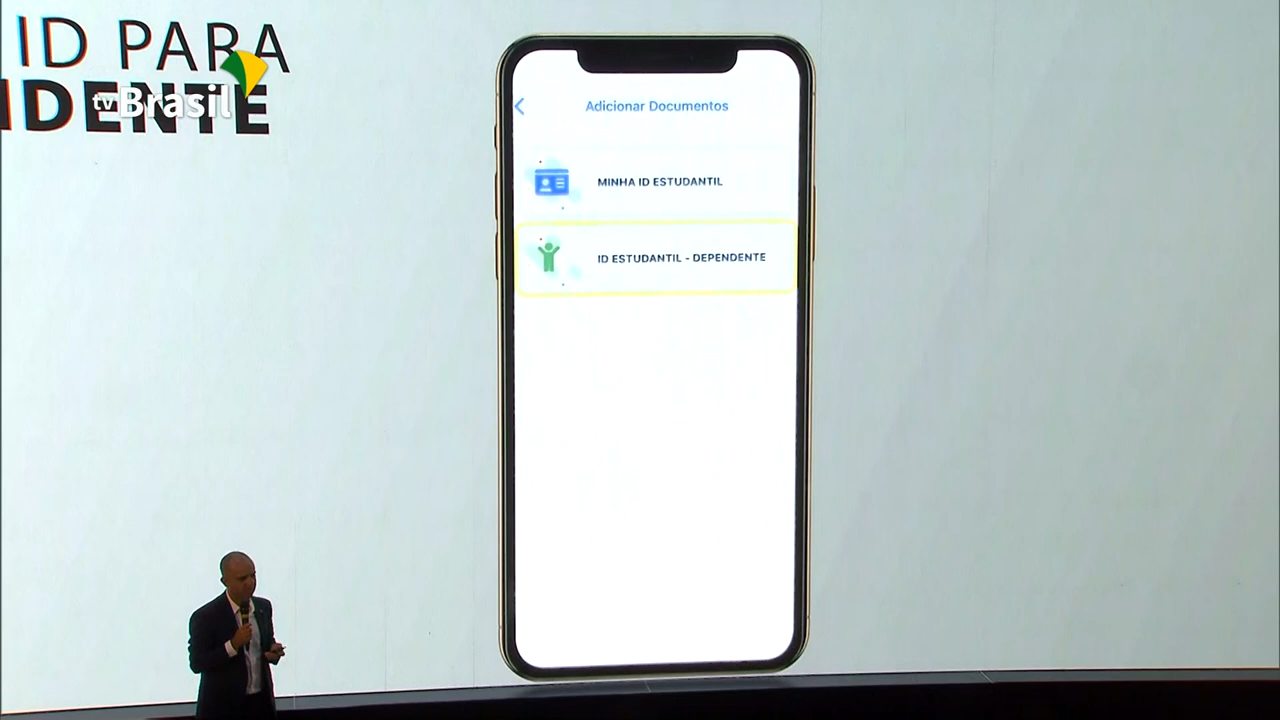 ID PARA
IDENTE
tvBrasil
Adicionar Documentos
MINHA ID ESTUDANTIL
ID ESTUDANTIL - DEPENDENTE